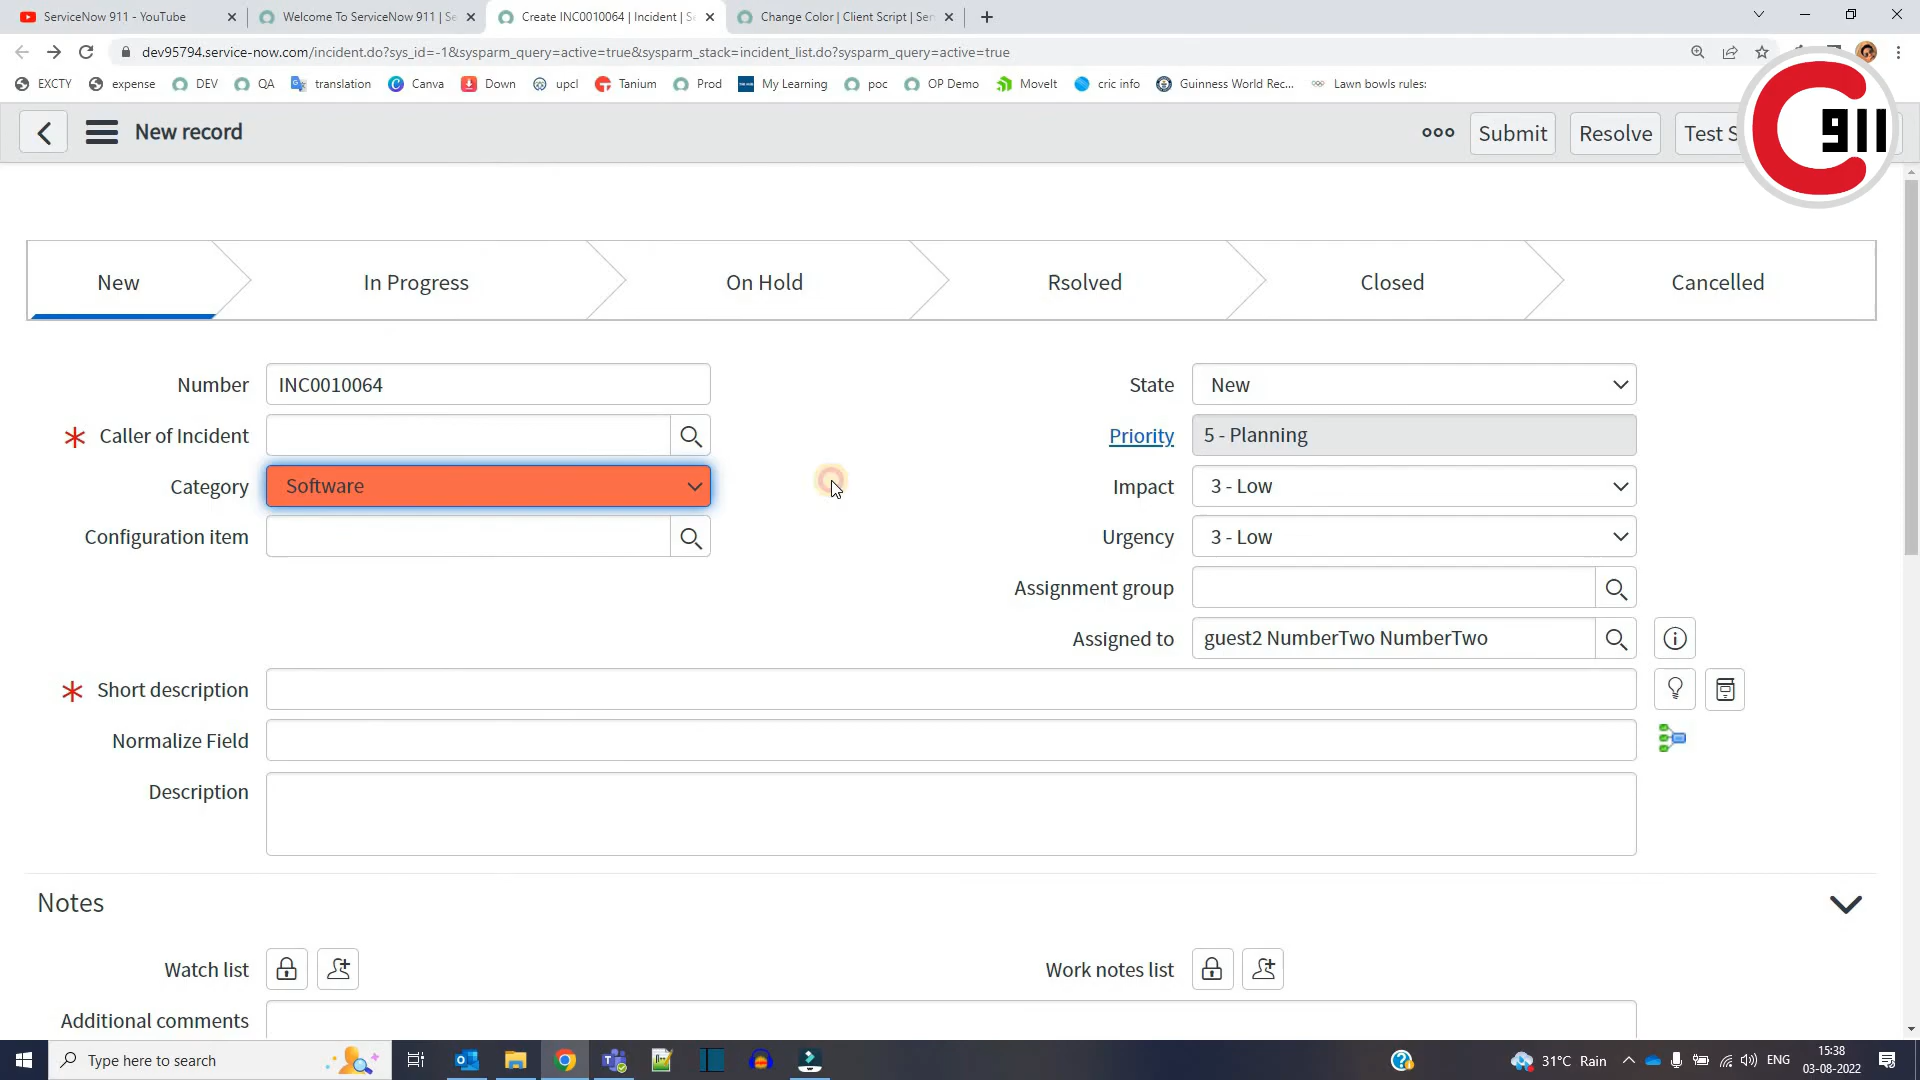 ServiceNow 911 - YouTube
Welcome To ServiceNow 911 | Se
Create INC0010064 | Incident | Se
Change Color | Client Script | Ser
dev95794.service-now.com/incident.do?sys_id=-1&sysparm_query=active=true&sysparm_stack=incident_list.do?sysparm_query=active=true
EXCTY
expense
DEV
QA
translation
Canva
Down
upcl
Tanium
Prod
My Learning
poc
OP Demo
MoveIt
cric info
Guinness World Rec...
Lawn bowls rules:
New record
Submit
Resolve
Test S
911
New
In Progress
On Hold
Rsolved
Closed
Cancelled
Number
INC0010064
State
New
Caller of Incident
Priority
5 - Planning
Category
Software
Impact
3 - Low
Configuration item
Urgency
3 - Low
Assignment group
Assigned to
guest2 NumberTwo NumberTwo
Short description
Normalize Field
Description
Notes
Watch list
Work notes list
Additional comments
Type here to search
31°C Rain
ENG
15:38
03-08-2022